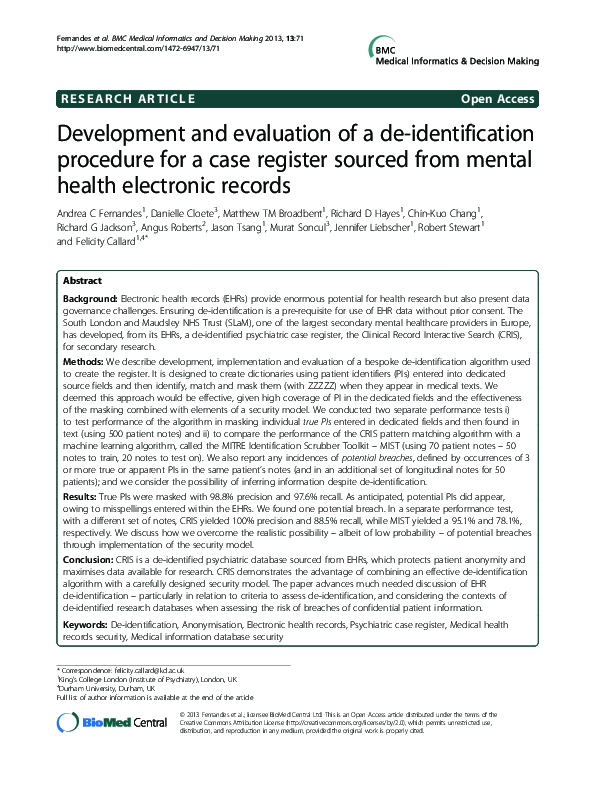 Fernandes et al. BMC Medical Informatics and Decision Making 2013, 13:71
http://www.biomedcentral.com/1472-6947/13/71
BMC
Medical Informatics & Decision Making
RESEARCH ARTICLE
Open Access
Development and evaluation of a de-identification
procedure for a case register sourced from mental
health electronic records
Andrea C Fernandes1, Danielle Cloete3, Matthew TM Broadbent1, Richard D Hayes1, Chin-Kuo Chang1,
Richard G Jackson3, Angus Roberts2, Jason Tsang1, Murat Soncul3, Jennifer Liebscher1, Robert Stewart1
and Felicity Callard1,4*
Abstract
Background: Electronic health records (EHRs) provide enormous potential for health research but also present data
governance challenges. Ensuring de-identification is a pre-requisite for use of EHR data without prior consent. The
South London and Maudsley NHS Trust (SLaM), one of the largest secondary mental healthcare providers in Europe,
has developed, from its EHRs, a de-identified psychiatric case register, the Clinical Record Interactive Search (CRIS),
for secondary research.
Methods: We describe development, implementation and evaluation of a bespoke de-identification algorithm used
to create the register. It is designed to create dictionaries using patient identifiers (PIs) entered into dedicated
source fields and then identify, match and mask them (with ZZZZZ) when they appear in medical texts. We
deemed this approach would be effective, given high coverage of PI in the dedicated fields and the effectiveness
of the masking combined with elements of a security model. We conducted two separate performance tests i)
to test performance of the algorithm in masking individual true PIs entered in dedicated fields and then found in
text (using 500 patient notes) and ii) to compare the performance of the CRIS pattern matching algorithm with a
machine learning algorithm, called the MITRE Identification Scrubber Toolkit – MIST (using 70 patient notes – 50
notes to train, 20 notes to test on). We also report any incidences of potential breaches, defined by occurrences of 3
or more true or apparent PIs in the same patient's notes (and in an additional set of longitudinal notes for 50
patients); and we consider the possibility of inferring information despite de-identification.
Results: True PIs were masked with 98.8% precision and 97.6% recall. As anticipated, potential PIs did appear,
owing to misspellings entered within the EHRs. We found one potential breach. In a separate performance test,
with a different set of notes, CRIS yielded 100% precision and 88.5% recall, while MIST yielded a 95.1% and 78.1%,
respectively. We discuss how we overcome the realistic possibility – albeit of low probability – of potential breaches
through implementation of the security model.
Conclusion: CRIS is a de-identified psychiatric database sourced from EHRs, which protects patient anonymity and
maximises data available for research. CRIS demonstrates the advantage of combining an effective de-identification
algorithm with a carefully designed security model. The paper advances much needed discussion of EHR
de-identification – particularly in relation to criteria to assess de-identification, and considering the contexts of
de-identified research databases when assessing the risk of breaches of confidential patient information.
Keywords: De-identification, Anonymisation, Electronic health records, Psychiatric case register, Medical health
records security, Medical information database security
* Correspondence: felicity.callard@kcl.ac.uk
1King's College London (Institute of Psychiatry), London, UK
4Durham University, Durham, UK
Full list of author information is available at the end of the article
BioMed Central
© 2013 Fernandes et al.; licensee BioMed Central Ltd. This is an Open Access article distributed under the terms of the
Creative Commons Attribution License (http://creativecommons.org/licenses/by/2.0), which permits unrestricted use,
distribution, and reproduction in any medium, provided the original work is properly cited.